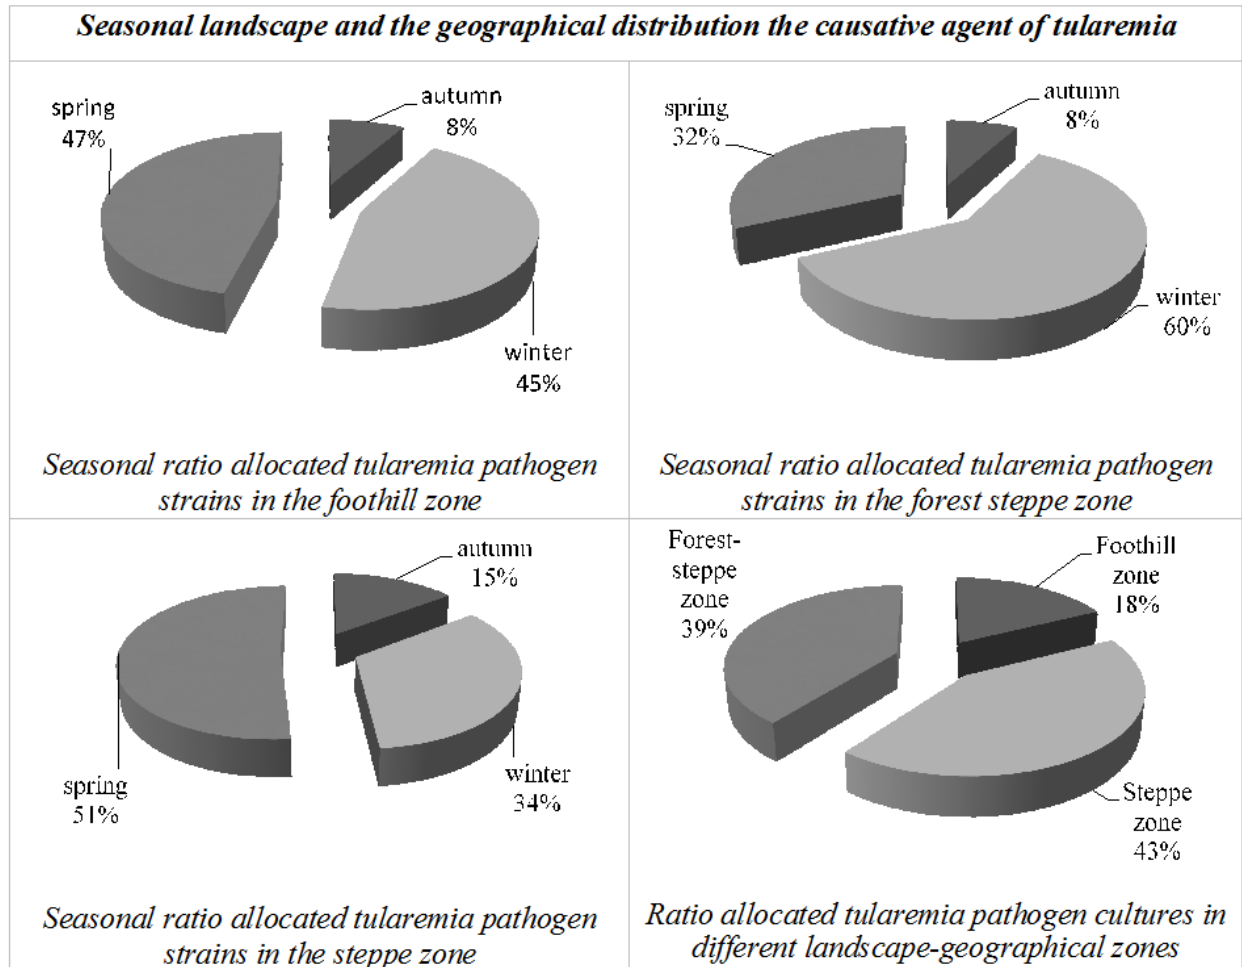 Seasonal landscape and the geographical distribution the causative agent of tularemia
spring
47%
autumn
8%
winter
45%
Seasonal ratio allocated tularemia pathogen
strains in the foothill zone
spring
32%
autumn
8%
winter
60%
Seasonal ratio allocated tularemia pathogen
strains in the forest steppe zone
autumn
15%
winter
34%
spring
51%
Seasonal ratio allocated tularemia pathogen
strains in the steppe zone
Forest-
steppe
zone
39%
Foothill
zone
18%
Steppe
zone
43%
Ratio allocated tularemia pathogen cultures in
different landscape-geographical zones